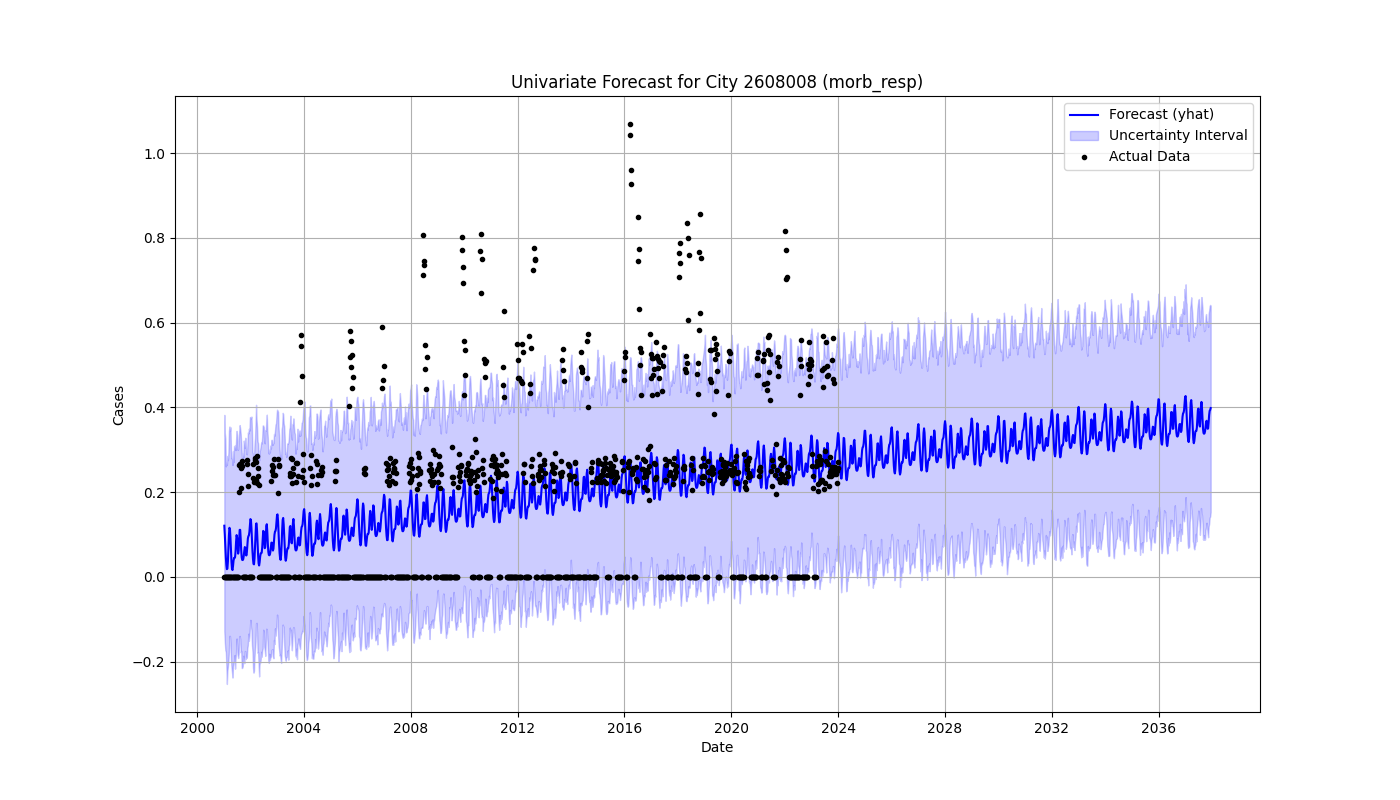 Univariate Forecast for City 2608008 (morb_resp)
Forecast (yhat)
Uncertainty Interval
Actual Data
Cases
1.0
0.8
0.6
0.4
0.2
0.0
−0.2
2000 2004 2008 2012 2016 2020 2024 2028 2032 2036
Date